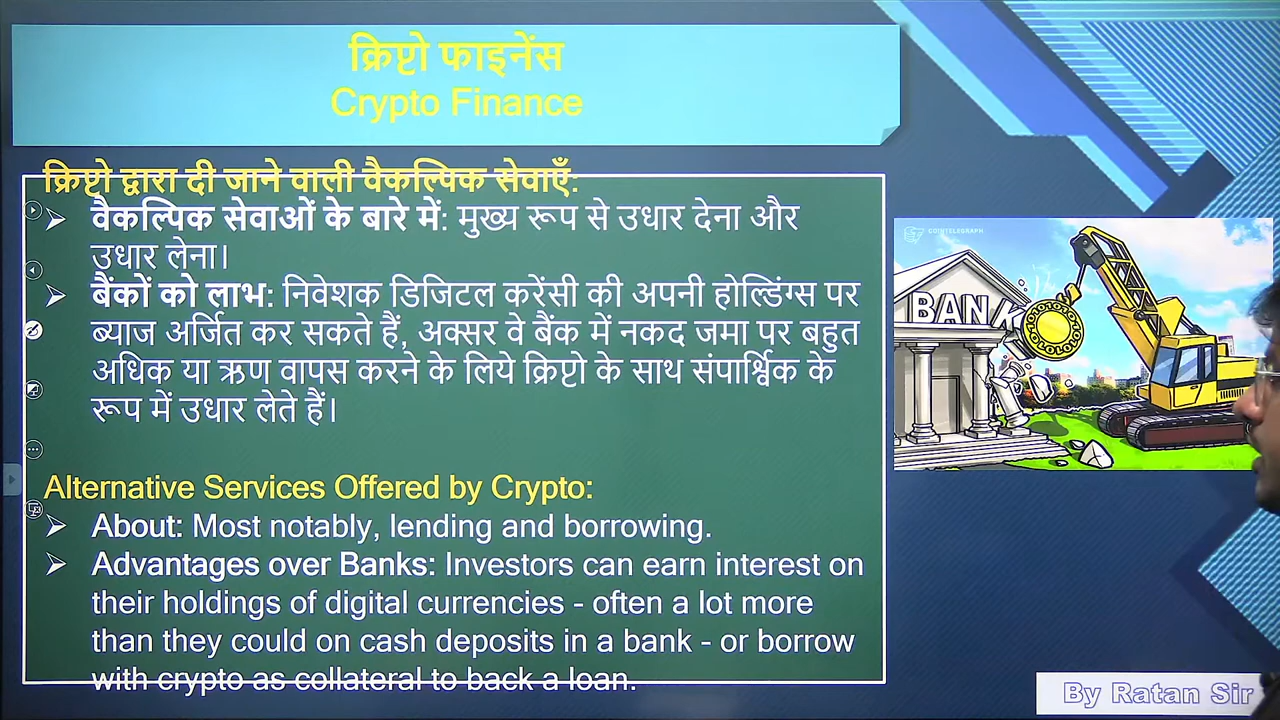 क्रिप्टो फाइनेंस
Crypto Finance
क्रिप्टो द्वारा दी जाने वाली वैकल्पिक सेवाएँ:
➢ वैकल्पिक सेवाओं के बारे में: मुख्य रूप से उधार देना और
उधार लेना।
➢ बैंकों को लाभ: निवेशक डिजिटल करेंसी की अपनी होल्डिंग्स पर
ब्याज अर्जित कर सकते हैं, अक्सर वे बैंक में नकद जमा पर बहुत
अधिक या ऋण वापस करने के लिये क्रिप्टो के साथ संपार्श्विक के
रूप में उधार लेते हैं।
Alternative Services Offered by Crypto:
➢ About: Most notably, lending and borrowing.
➢ Advantages over Banks: Investors can earn interest on
their holdings of digital currencies - often a lot more
than they could on cash deposits in a bank - or borrow
with crypto as collateral to back a loan.
COINTELEGRAPH
BANK
By Ratan Sir